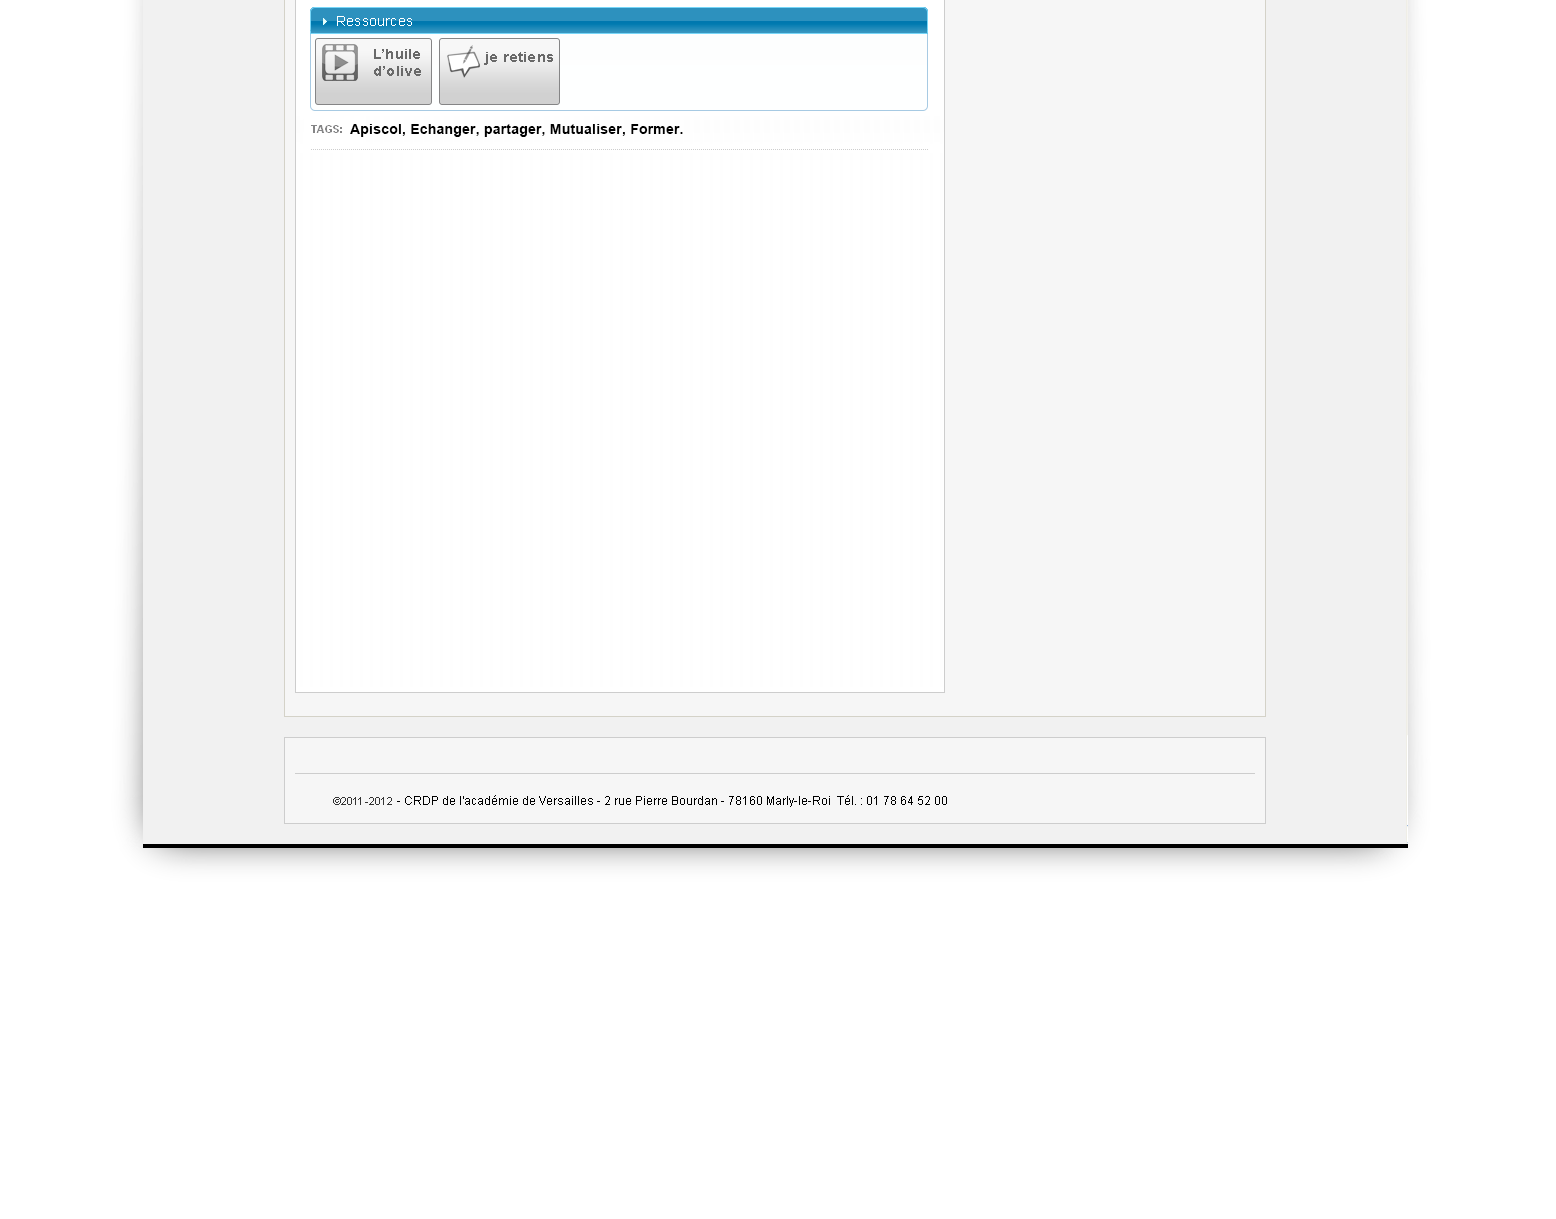 Ressources
L'huile
d'olive
je retiens
TAGS: Apiscol, Echanger, partager, Mutualiser, Former.
©2011-2012 - CRDP de l'académie de Versailles - 2 rue Pierre Bourdan - 78160 Marly-le-Roi Tél. : 01 78 64 52 00